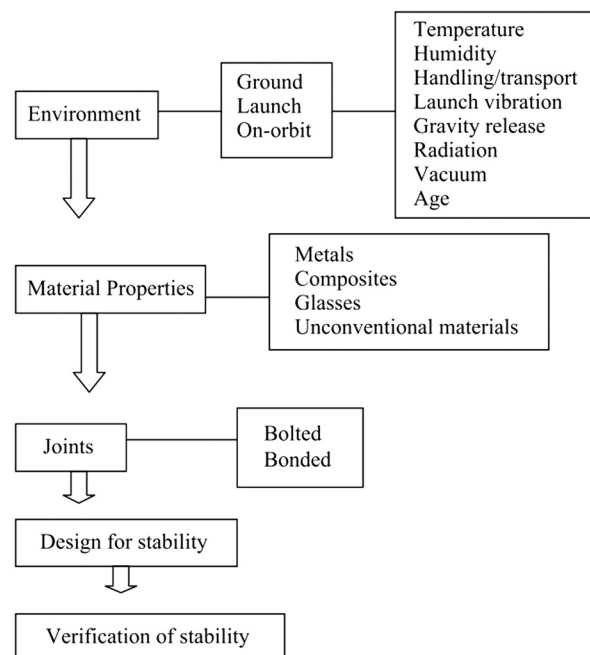 Environment
Ground
Launch
On-orbit
Temperature
Humidity
Handling/transport
Launch vibration
Gravity release
Radiation
Vacuum
Age
Material Properties
Metals
Composites
Glasses
Unconventional materials
Joints
Bolted
Bonded
Design for stability
Verification of stability